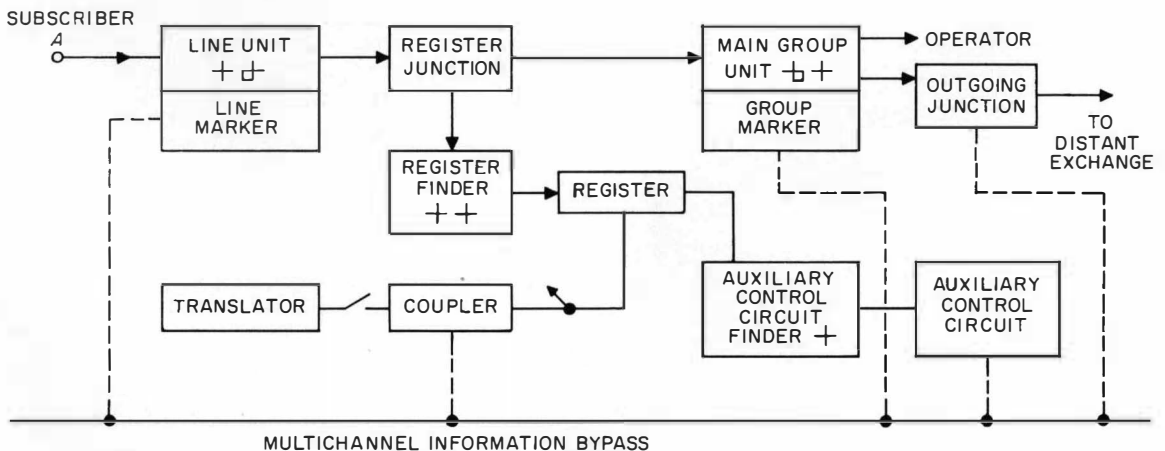 SUBSCRIBER
A
LINE UNIT
LINE
MARKER
REGISTER
JUNCTION
MAIN GROUP
UNIT
GROUP
MARKER
OPERATOR
OUTGOING
JUNCTION
TO
DISTANT
EXCHANGE
REGISTER
FINDER
REGISTER
TRANSLATOR
COUPLER
AUXILIARY
CONTROL
CIRCUIT
FINDER
AUXILIARY
CONTROL
CIRCUIT
MULTICHANNEL INFORMATION BYPASS